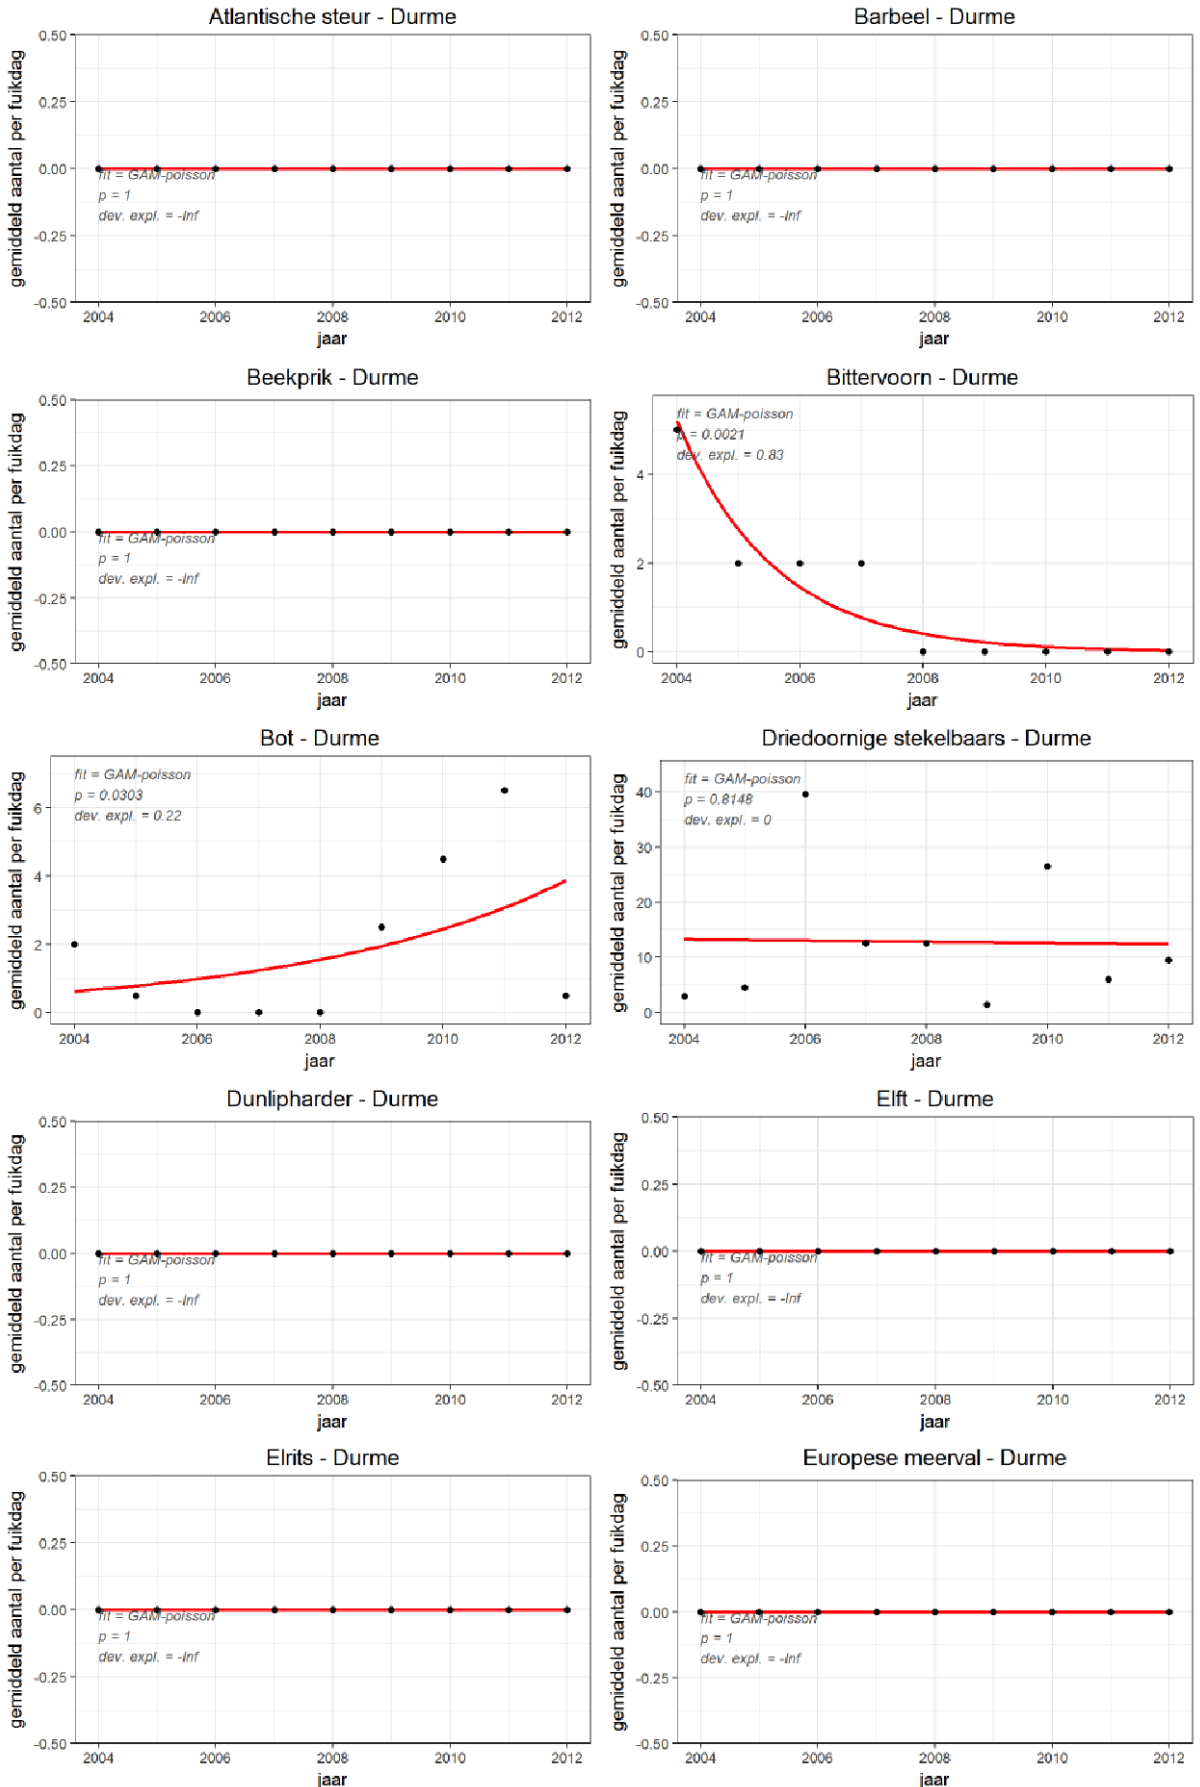 Atlantische steur - Durme
gemiddeld aantal per fuikdag
0.50
0.25
0.00
-0.25
-0.50
fit = GAM-poisson
p = 1
dev. expl. = -Inf
2004 2006 2008 2010 2012
jaar
Barbeel - Durme
gemiddeld aantal per fuikdag
0.50
0.25
0.00
-0.25
-0.50
fit = GAM-poisson
p = 1
dev. expl. = -Inf
2004 2006 2008 2010 2012
jaar
Beekprik - Durme
gemiddeld aantal per fuikdag
0.50
0.25
0.00
-0.25
-0.50
fit = GAM-poisson
p = 1
dev. expl. = -Inf
2004 2006 2008 2010 2012
jaar
Bittervoorn - Durme
gemiddeld aantal per fuikdag
4
2
0
fit = GAM-poisson
p = 0.0021
dev. expl. = 0.83
2004 2006 2008 2010 2012
jaar
Bot - Durme
gemiddeld aantal per fuikdag
6
4
2
0
fit = GAM-poisson
p = 0.0303
dev. expl. = 0.22
2004 2006 2008 2010 2012
jaar
Driedoornige stekelbaars - Durme
gemiddeld aantal per fuikdag
40
30
20
10
0
fit = GAM-poisson
p = 0.8148
dev. expl. = 0
2004 2006 2008 2010 2012
jaar
Dunlipharder - Durme
gemiddeld aantal per fuikdag
0.50
0.25
0.00
-0.25
-0.50
fit = GAM-poisson
p = 1
dev. expl. = -Inf
2004 2006 2008 2010 2012
jaar
Elft - Durme
gemiddeld aantal per fuikdag
0.50
0.25
0.00
-0.25
-0.50
fit = GAM-poisson
p = 1
dev. expl. = -Inf
2004 2006 2008 2010 2012
jaar
Elrits - Durme
gemiddeld aantal per fuikdag
0.50
0.25
0.00
-0.25
-0.50
fit = GAM-poisson
p = 1
dev. expl. = -Inf
2004 2006 2008 2010 2012
jaar
Europese meerval - Durme
gemiddeld aantal per fuikdag
0.50
0.25
0.00
-0.25
-0.50
fit = GAM-poisson
p = 1
dev. expl. = -Inf
2004 2006 2008 2010 2012
jaar